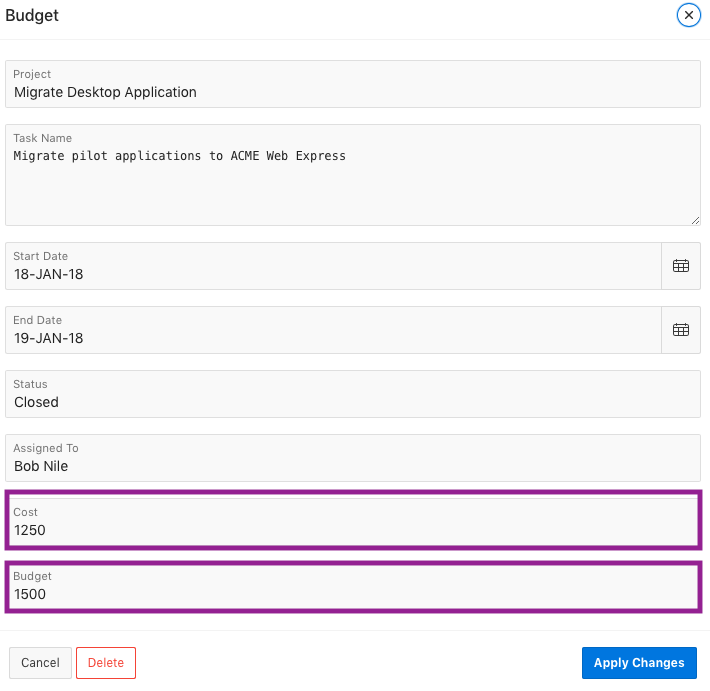 Budget
Project
Migrate Desktop Application
Task Name
Migrate pilot applications to ACME Web Express
Start Date
18-JAN-18
End Date
19-JAN-18
Status
Closed
Assigned To
Bob Nile
Cost
1250
Budget
1500
Cancel Delete Apply Changes